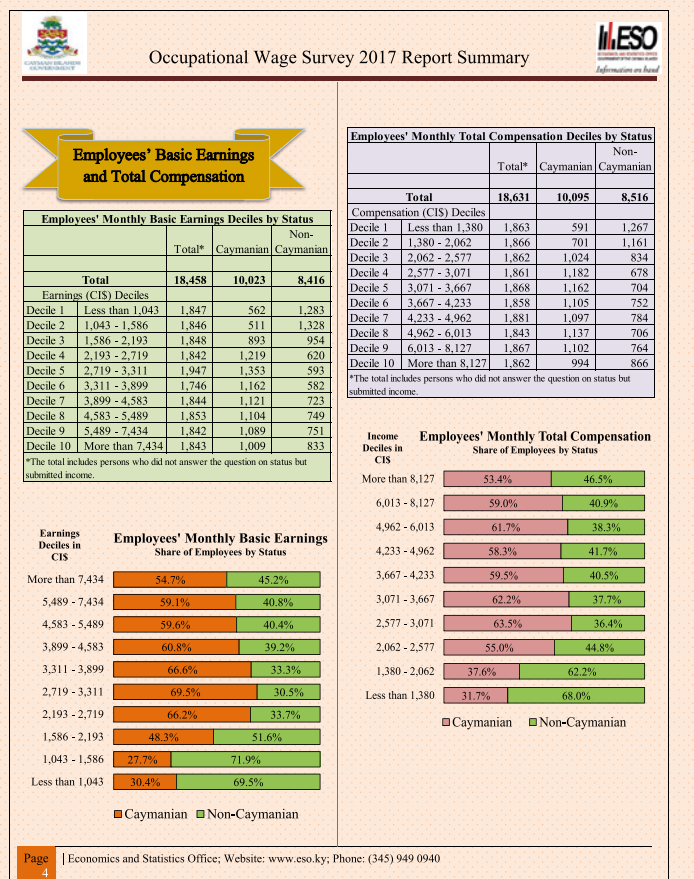 CAYMAN ISLANDS
GOVERNMENT
ESO
Information on hand
Occupational Wage Survey 2017 Report Summary
Employees' Basic Earnings
and Total Compensation
Employees' Monthly Basic Earnings Deciles by Status
Total* Caymanian Non-Caymanian
Total 18,458 10,023 8,416
Earnings (CI$) Deciles
Decile 1 Less than 1,043 1,847 562 1,283
Decile 2 1,043 - 1,586 1,846 511 1,328
Decile 3 1,586 - 2,193 1,848 893 954
Decile 4 2,193 - 2,719 1,842 1,219 620
Decile 5 2,719 - 3,311 1,947 1,353 593
Decile 6 3,311 - 3,899 1,746 1,162 582
Decile 7 3,899 - 4,583 1,844 1,121 723
Decile 8 4,583 - 5,489 1,853 1,104 749
Decile 9 5,489 - 7,434 1,842 1,089 751
Decile 10 More than 7,434 1,843 1,009 833
*The total includes persons who did not answer the question on status but
submitted income.
Earnings
Deciles in
CI$
Employees' Monthly Basic Earnings
Share of Employees by Status
More than 7,434 54.7% 45.2%
5,489 - 7,434 59.1% 40.8%
4,583 - 5,489 59.6% 40.4%
3,899 - 4,583 60.8% 39.2%
3,311 - 3,899 66.6% 33.3%
2,719 - 3,311 69.5% 30.5%
2,193 - 2,719 66.2% 33.7%
1,586 - 2,193 48.3% 51.6%
1,043 - 1,586 27.7% 71.9%
Less than 1,043 30.4% 69.5%
Caymanian Non-Caymanian
Employees' Monthly Total Compensation Deciles by Status
Total* Caymanian Non-Caymanian
Total 18,631 10,095 8,516
Compensation (CI$) Deciles
Decile 1 Less than 1,380 1,863 591 1,267
Decile 2 1,380 - 2,062 1,866 701 1,161
Decile 3 2,062 - 2,577 1,862 1,024 834
Decile 4 2,577 - 3,071 1,861 1,182 678
Decile 5 3,071 - 3,667 1,868 1,162 704
Decile 6 3,667 - 4,233 1,858 1,105 752
Decile 7 4,233 - 4,962 1,881 1,097 784
Decile 8 4,962 - 6,013 1,843 1,137 706
Decile 9 6,013 - 8,127 1,867 1,102 764
Decile 10 More than 8,127 1,862 994 866
*The total includes persons who did not answer the question on status but
submitted income.
Income
Deciles in
CI$
Employees' Monthly Total Compensation
Share of Employees by Status
More than 8,127 53.4% 46.5%
6,013 - 8,127 59.0% 40.9%
4,962 - 6,013 61.7% 38.3%
4,233 - 4,962 58.3% 41.7%
3,667 - 4,233 59.5% 40.5%
3,071 - 3,667 62.2% 37.7%
2,577 - 3,071 63.5% 36.4%
2,062 - 2,577 55.0% 44.8%
1,380 - 2,062 37.6% 62.2%
Less than 1,380 31.7% 68.0%
Caymanian Non-Caymanian
Page
4
Economics and Statistics Office; Website: www.eso.ky; Phone: (345) 949 0940